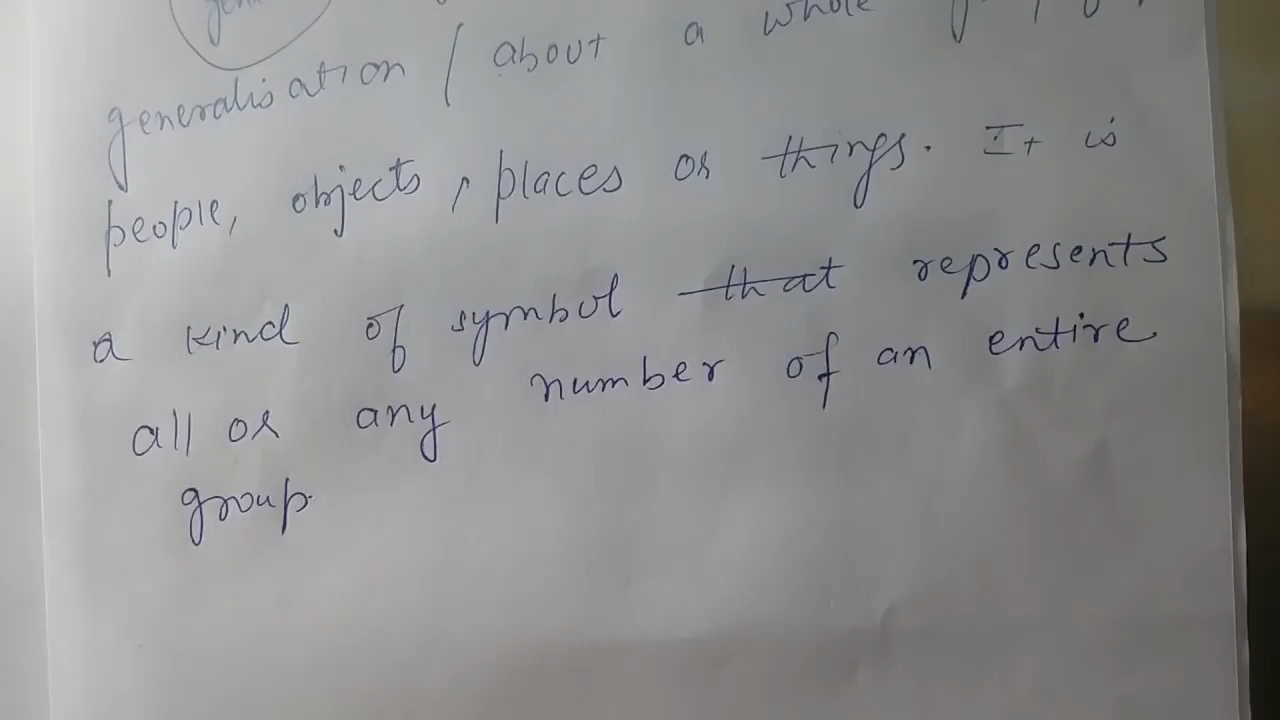 generalisation / about a whole
people, objects, places or things. It is
a kind of symbol that represents
all or any number of an entire
group.